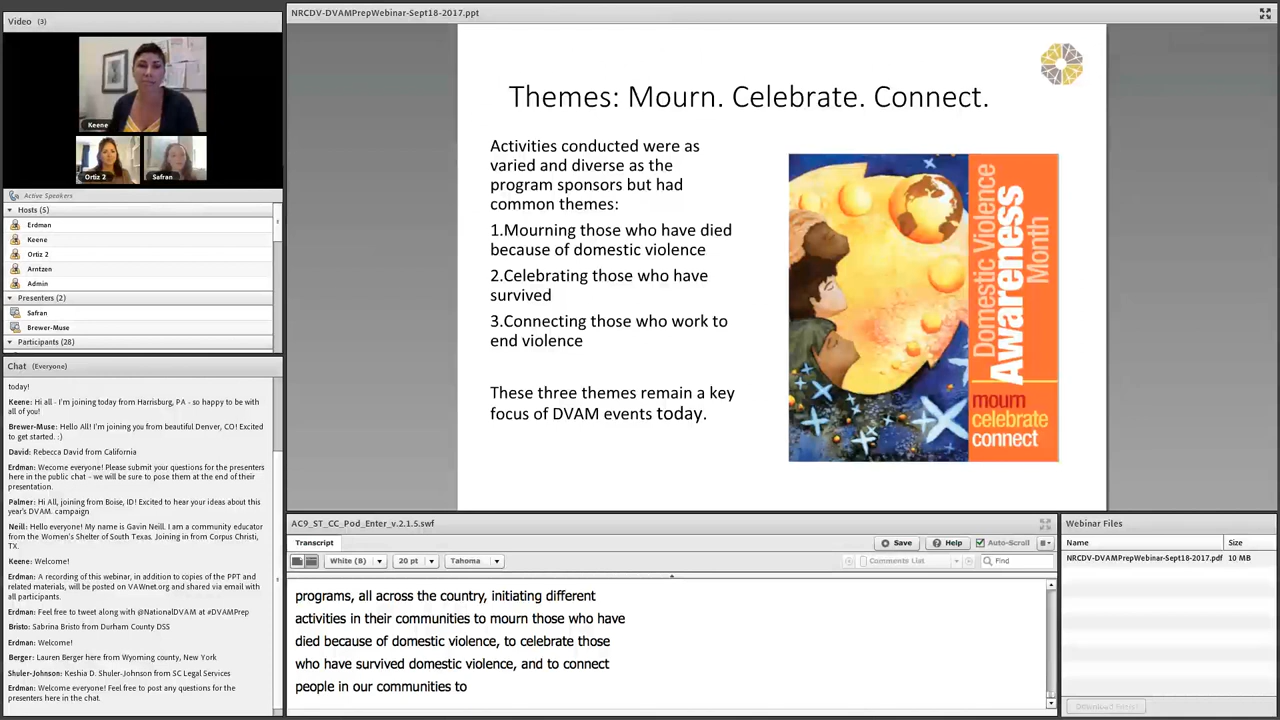 Video (3)
Keene
Ortiz 2
Safran
Active Speakers
Hosts (5)
Erdman
Keene
Ortiz 2
Arntzen
Admin
Presenters (2)
Safran
Brewer-Muse
Participants (28)
Chat (Everyone)
today!
Keene: Hi all - I'm joining today from Harrisburg, PA - so happy to be with
all of you!
Brewer-Muse: Hello All! I'm joining you from beautiful Denver, CO! Excited
to get started. :)
David: Rebecca David from California
Erdman: Wecome everyone! Please submit your questions for the presenters
here in the public chat - we will be sure to pose them at the end of their
presentation.
Palmer: Hi All, joining from Boise, ID! Excited to hear your ideas about this
year's DVAM. campaign
Neill: Hello everyone! My name is Gavin Neill. I am a community educator
from the Women's Shelter of South Texas. Joining in from Corpus Christi,
TX.
Keene: Welcome!
Erdman: A recording of this webinar, in addition to copies of the PPT and
related materials, will be posted on VAWnet.org and shared via email with
all participants.
Erdman: Feel free to tweet along with @NationalDVAM at #DVAMPrep
Bristo: Sabrina Bristo from Durham County DSS
Erdman: Welcome!
Berger: Lauren Berger here from Wyoming county, New York
Shuler-Johnson: Keshia D. Shuler-Johnson from SC Legal Services
Erdman: Welcome everyone! Feel free to post any questions for the
presenters here in the chat.
NRCDV-DVAMPrepWebinar-Sept18-2017.ppt
Themes: Mourn. Celebrate. Connect.
Activities conducted were as
varied and diverse as the
program sponsors but had
common themes:
1.Mourning those who have died
because of domestic violence
2.Celebrating those who have
survived
3.Connecting those who work to
end violence
These three themes remain a key
focus of DVAM events today.
Domestic Violence
Awareness
Month
mourn
celebrate
connect
AC9_ST_CC_Pod_Enter_v.2.1.5.swf
Transcript
Save
Help
Auto-Scroll
White (B)
20 pt
Tahoma
Comments List
Find
programs, all across the country, initiating different
activities in their communities to mourn those who have
died because of domestic violence, to celebrate those
who have survived domestic violence, and to connect
people in our communities to
Webinar Files
Name Size
NRCDV-DVAMPrepWebinar-Sept18-2017.pdf 10 MB
Download File(s)